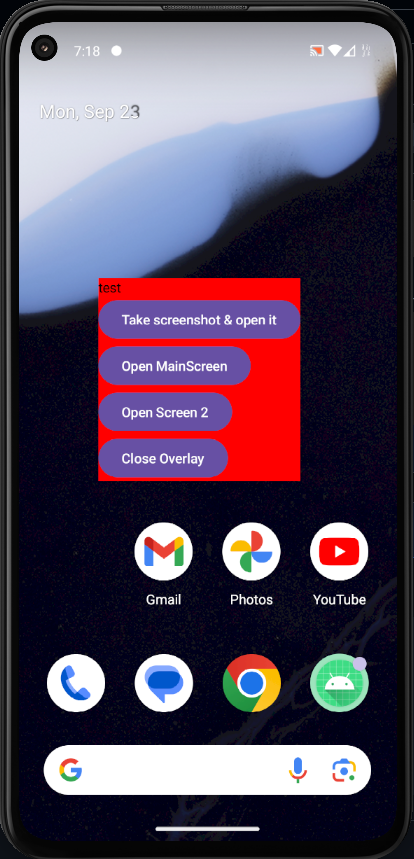 7:18
Mon, Sep 23
test
Take screenshot & open it
Open MainScreen
Open Screen 2
Close Overlay
Gmail
Photos
YouTube